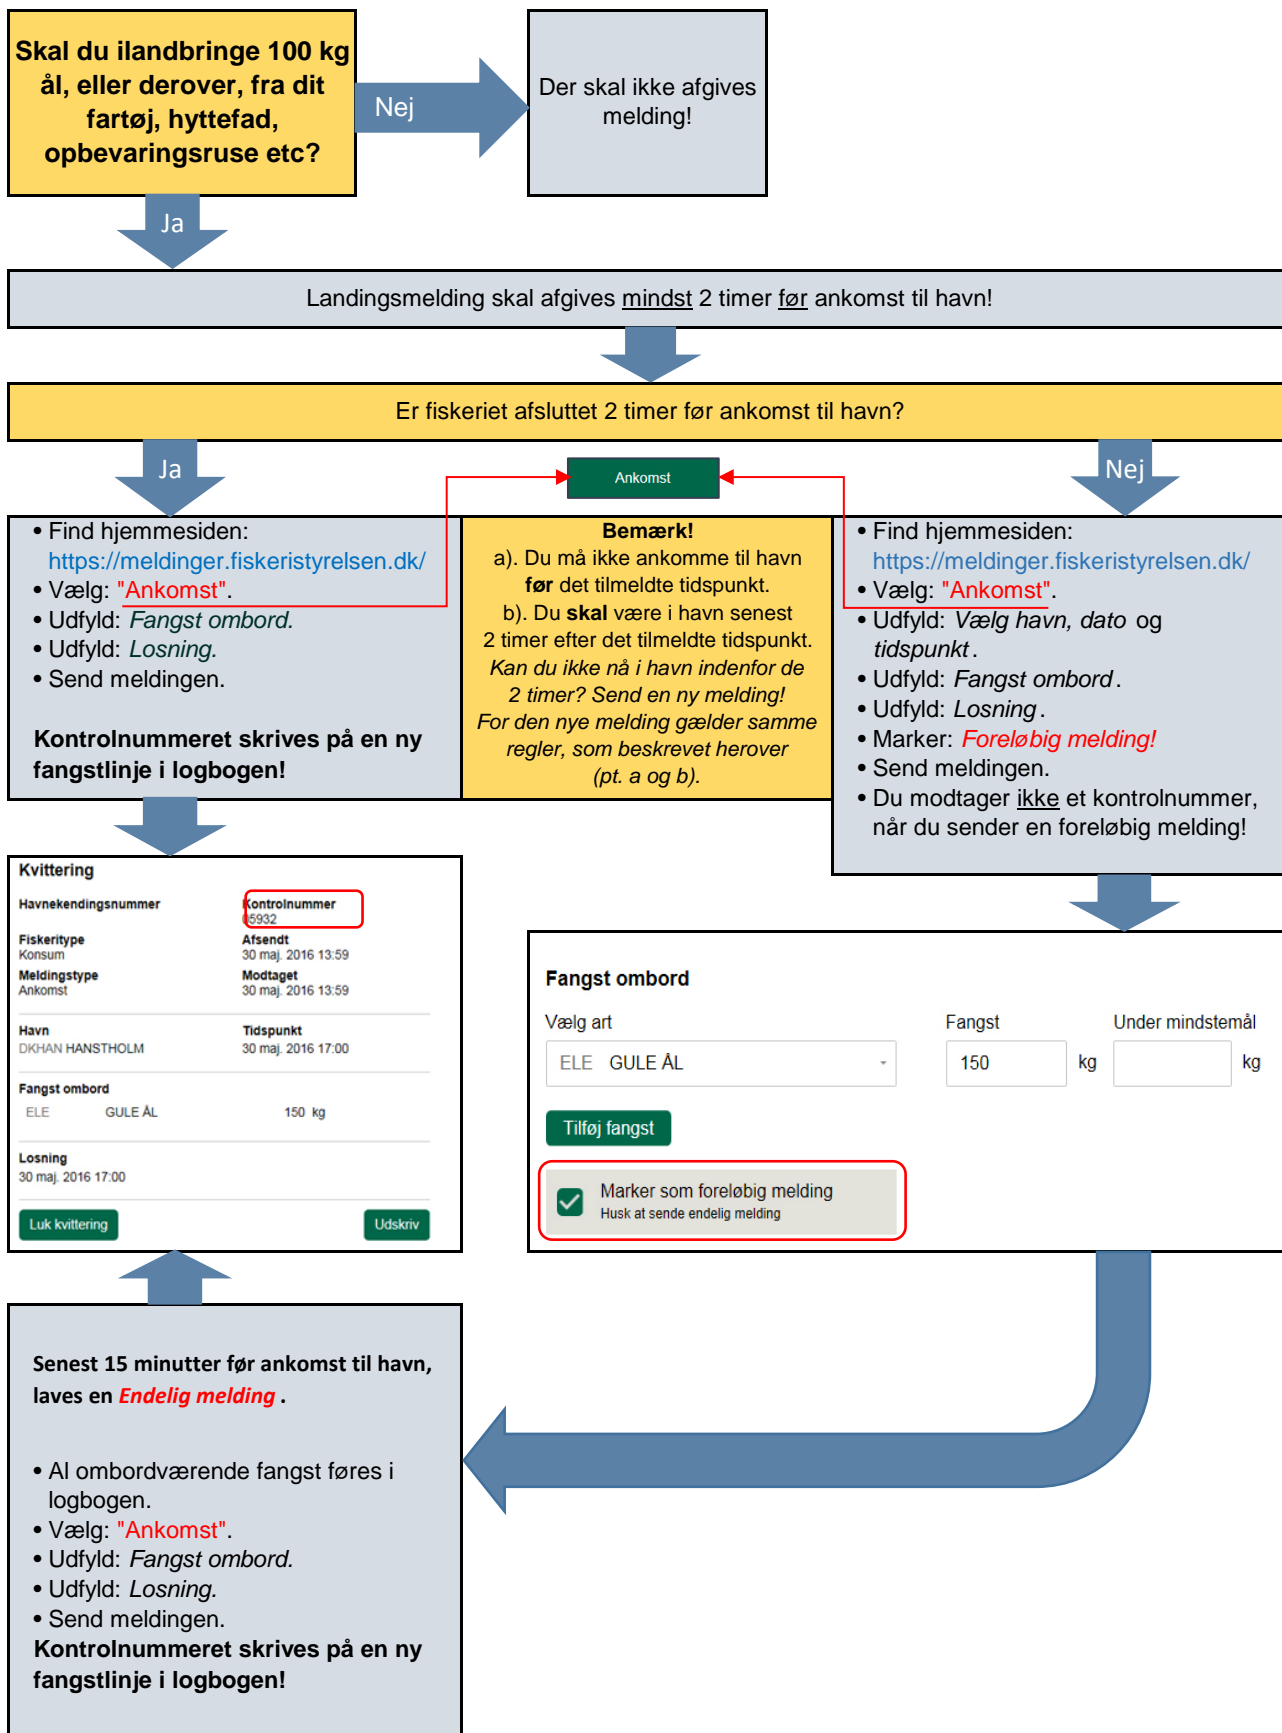 Skal du ilandbringe 100 kg
ål, eller derover, fra dit
fartøj, hyttefad,
opbevaringsruse etc?
Nej
Der skal ikke afgives
melding!
Ja
Landingsmelding skal afgives mindst 2 timer før ankomst til havn!
Er fiskeriet afsluttet 2 timer før ankomst til havn?
Ja
Ankomst
Nej
• Find hjemmesiden:
https://meldinger.fiskeristyrelsen.dk/
• Vælg: "Ankomst".
• Udfyld: Fangst ombord.
• Udfyld: Losning.
• Send meldingen.
Kontrolnummeret skrives på en ny
fangstlinje i logbogen!
Bemærk!
a). Du må ikke ankomme til havn
før det tilmeldte tidspunkt.
b). Du skal være i havn senest
2 timer efter det tilmeldte tidspunkt.
Kan du ikke nå i havn indenfor de
2 timer? Send en ny melding!
For den nye melding gælder samme
regler, som beskrevet herover
(pt. a og b).
• Find hjemmesiden:
https://meldinger.fiskeristyrelsen.dk/
• Vælg: "Ankomst".
• Udfyld: Vælg havn, dato og
tidspunkt.
• Udfyld: Fangst ombord.
• Udfyld: Losning.
• Marker: Foreløbig melding!
• Send meldingen.
• Du modtager ikke et kontrolnummer,
når du sender en foreløbig melding!
Kvittering
Havnekendingsnummer Kontrolnummer
05932
Fiskeritype Afsendt
Konsum 30 maj. 2016 13:59
Meldingstype Modtaget
Ankomst 30 maj. 2016 13:59
Havn Tidspunkt
DKHAN HANSTHOLM 30 maj. 2016 17:00
Fangst ombord
ELE GULE ÅL 150 kg
Losning
30 maj. 2016 17:00
Luk kvittering Udskriv
Fangst ombord
Vælg art Fangst Under mindstemål
ELE GULE ÅL 150 kg kg
Tilføj fangst
Marker som foreløbig melding
Husk at sende endelig melding
Senest 15 minutter før ankomst til havn,
laves en Endelig melding.
• Al ombordværende fangst føres i
logbogen.
• Vælg: "Ankomst".
• Udfyld: Fangst ombord.
• Udfyld: Losning.
• Send meldingen.
Kontrolnummeret skrives på en ny
fangstlinje i logbogen!